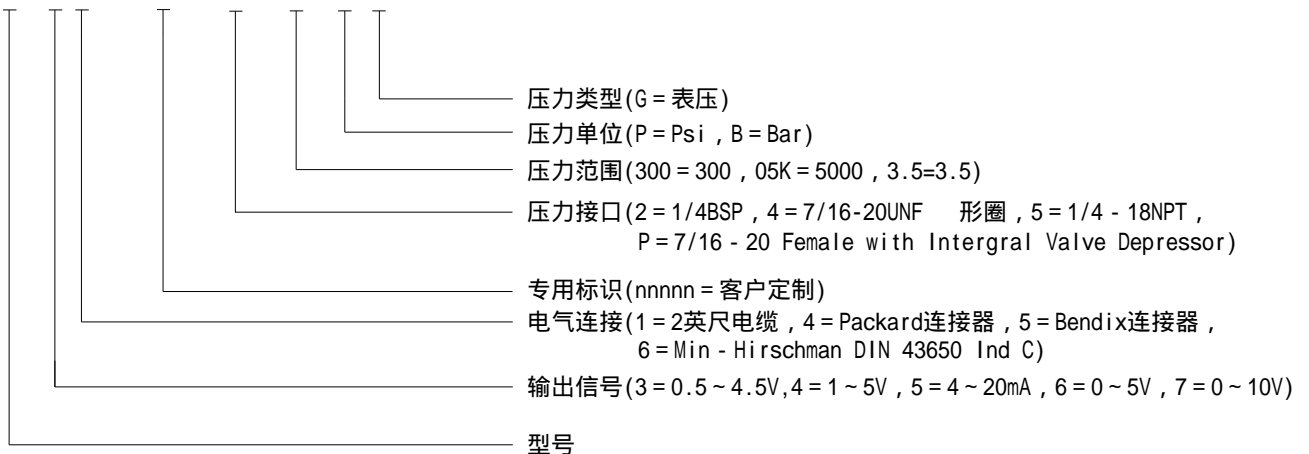 压力类型(G=表压)
压力单位(P=Psi,B=Bar)
压力范围(300=300,05K=5000,3.5=3.5)
压力接口(2=1/4BSP,4=7/16-20UNF 形圈,5=1/4-18NPT,
P=7/16-20 Female with Intergral Valve Depressor)
专用标识(nnnnn=客户定制)
电气连接(1=2英尺电缆,4=Packard连接器,5=Bendix连接器,
6=Min-Hirschman DIN 43650 Ind C)
输出信号(3=0.5~4.5V,4=1~5V,5=4~20mA,6=0~5V,7=0~10V)
型号